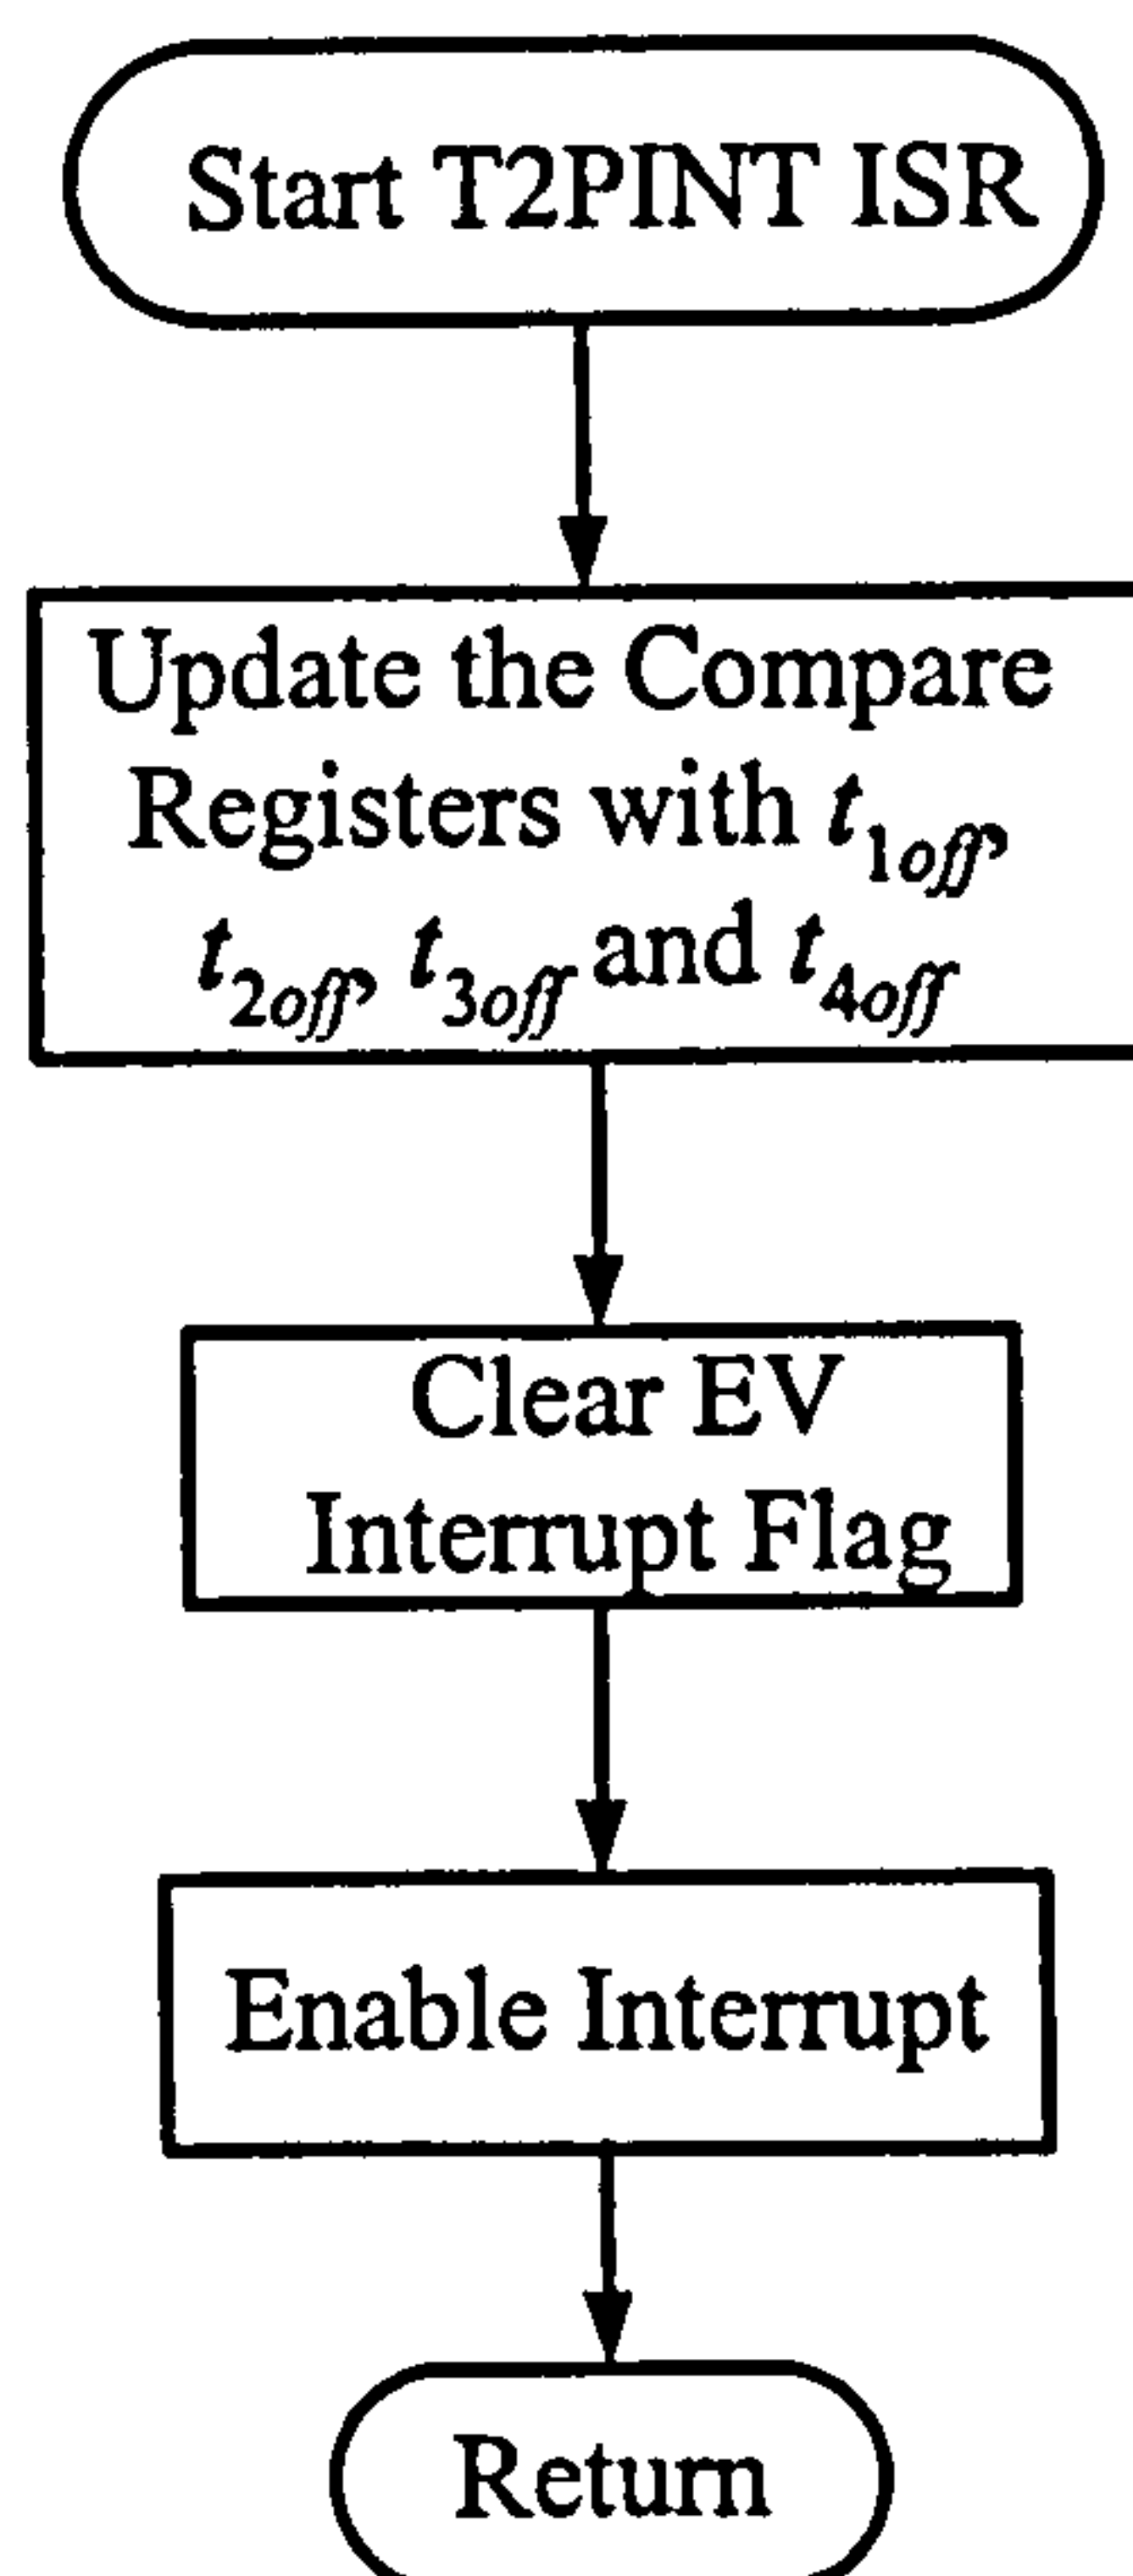 Start T2PINT ISR
Update the Compare
Registers with t1off,
t2off, t3off and t4off
Clear EV
Interrupt Flag
Enable Interrupt
Return